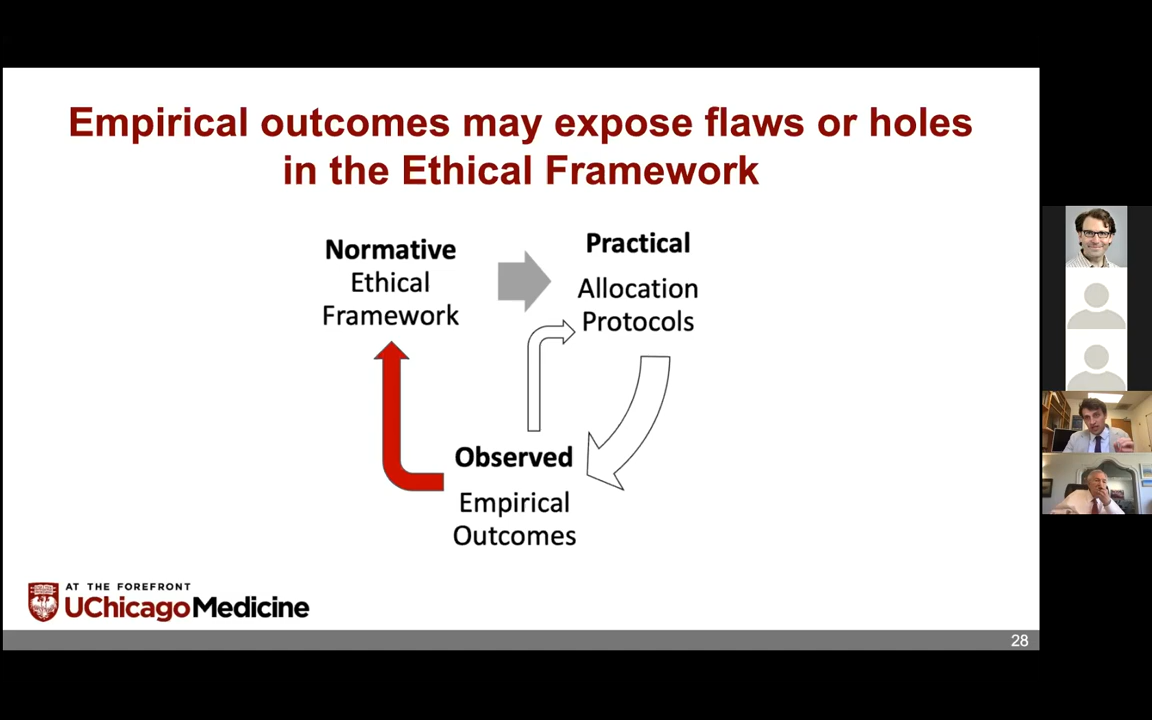 Empirical outcomes may expose flaws or holes
in the Ethical Framework
Normative
Ethical
Framework
Practical
Allocation
Protocols
Observed
Empirical
Outcomes
AT THE FOREFRONT
UChicagoMedicine
28